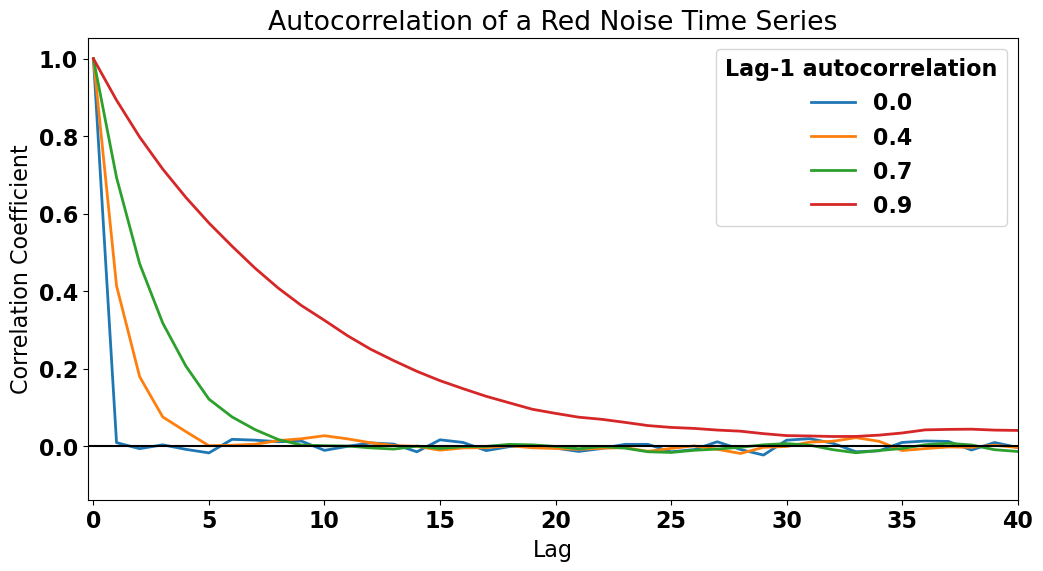 Autocorrelation of a Red Noise Time Series
Correlation Coefficient
1.0
0.8
0.6
0.4
0.2
0.0
Lag-1 autocorrelation
0.0
0.4
0.7
0.9
0 5 10 15 20 25 30 35 40
Lag